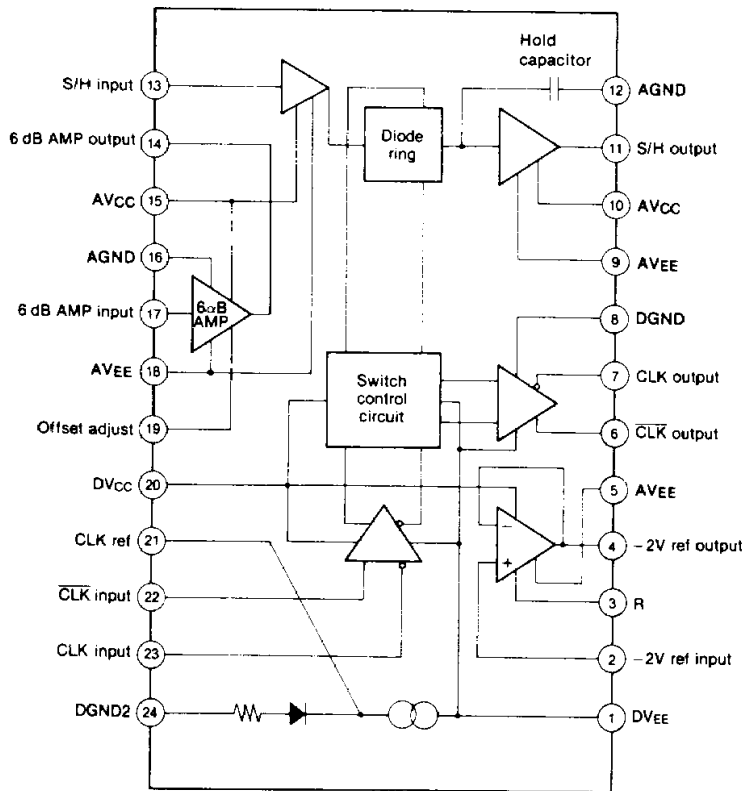 Hold
capacitor
S/H input 13
12 AGND
6 dB AMP output 14
Diode
ring
11 S/H output
AVCC 15
10 AVCC
AGND 16
9 AVEE
6 dB AMP input 17
6αB
AMP
8 DGND
AVEE 18
Switch
control
circuit
7 CLK output
Offset adjust 19
6 C̅L̅K̅ output
DVCC 20
5 AVEE
CLK ref 21
−
+
4 −2V ref output
C̅L̅K̅ input 22
3 R
CLK input 23
2 −2V ref input
DGND2 24
1 DVEE